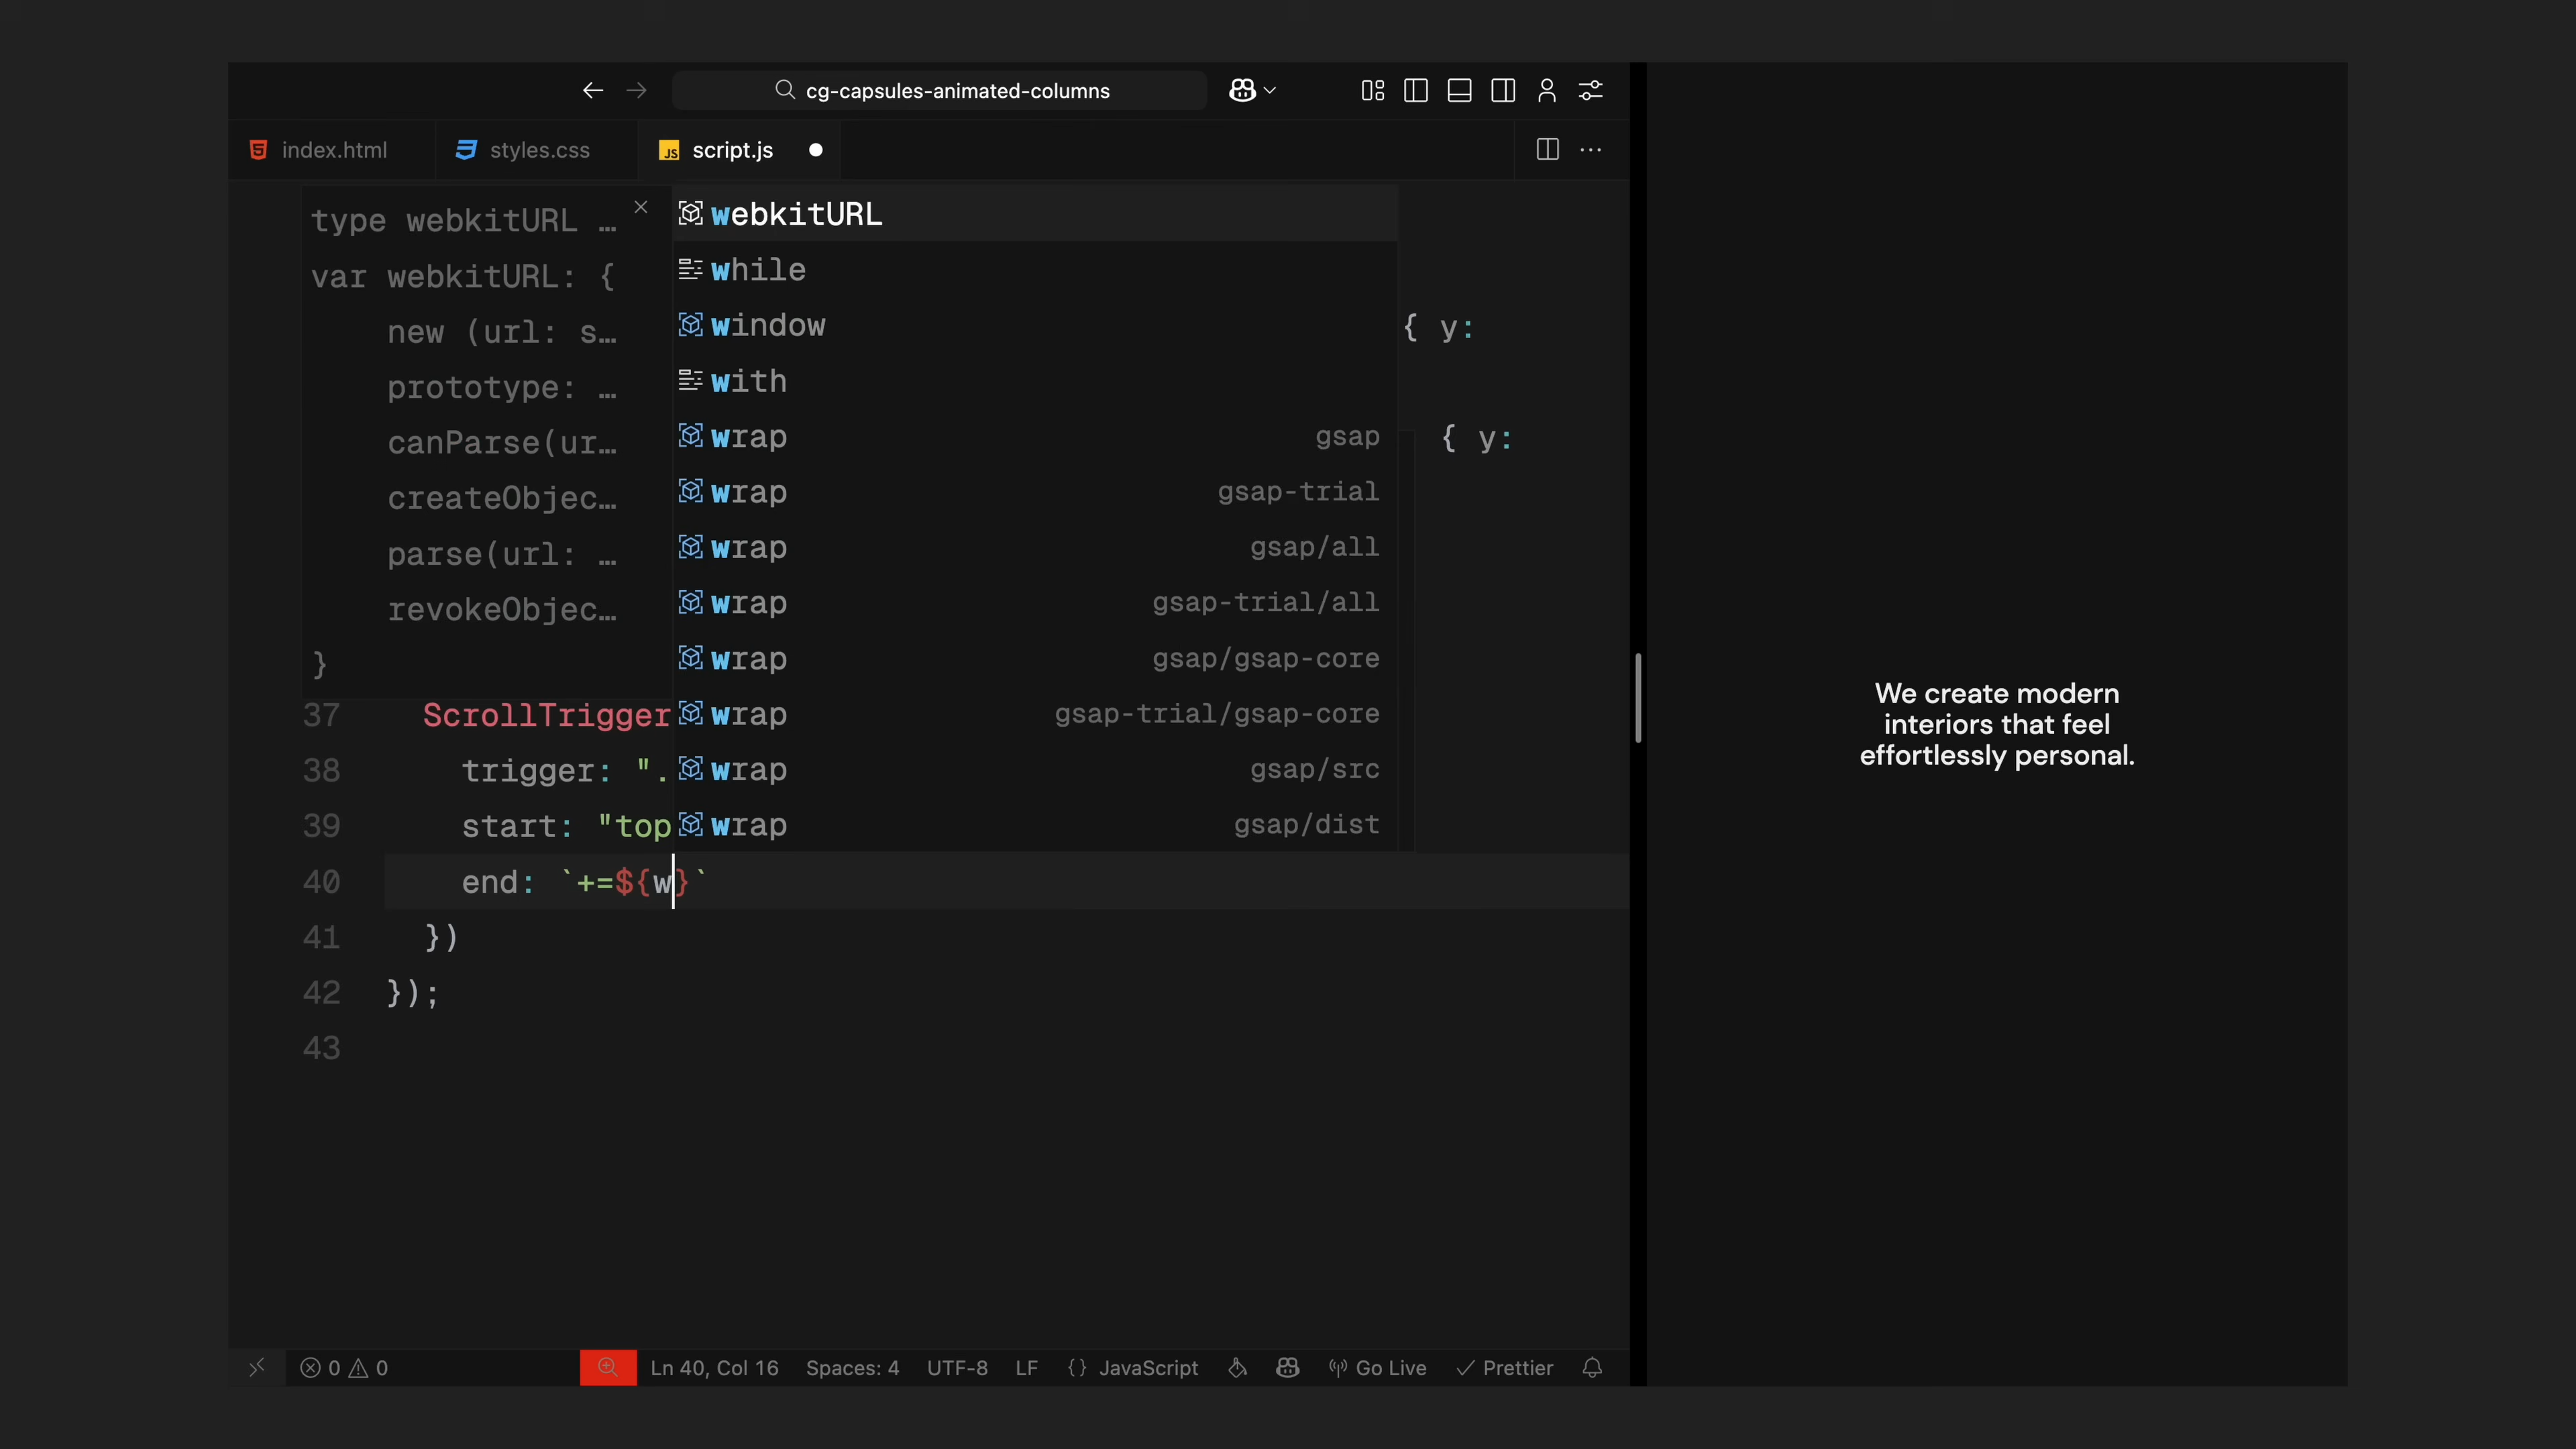 cg-capsules-animated-columns
index.html
styles.css
JS script.js
type webkitURL …
var webkitURL: {
new (url: s…
prototype: …
canParse(ur…
createObjec…
parse(url: …
revokeObjec…
}
webkitURL
while
window
with
wrap gsap
wrap gsap-trial
wrap gsap/all
wrap gsap-trial/all
wrap gsap/gsap-core
wrap gsap-trial/gsap-core
wrap gsap/src
wrap gsap/dist
{ y:
{ y:
37 ScrollTrigger
38 trigger: ".
39 start: "top
40 end: `+=${w}`
41 })
42 });
43
We create modern
interiors that feel
effortlessly personal.
0 0 Ln 40, Col 16 Spaces: 4 UTF-8 LF {} JavaScript Go Live Prettier